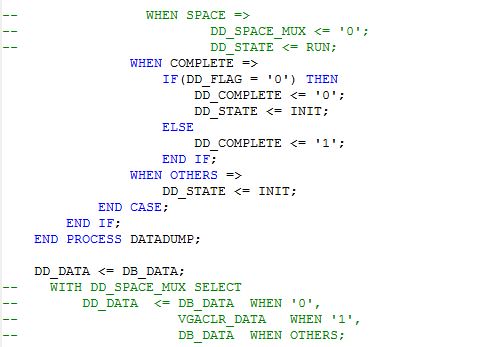 --                WHEN SPACE =>
--                        DD_SPACE_MUX <= '0';
--                        DD_STATE <= RUN;
                WHEN COMPLETE =>
                    IF(DD_FLAG = '0') THEN
                        DD_COMPLETE <= '0';
                        DD_STATE <= INIT;
                    ELSE
                        DD_COMPLETE <= '1';
                    END IF;
                WHEN OTHERS =>
                    DD_STATE <= INIT;
            END CASE;
        END IF;
    END PROCESS DATADUMP;

    DD_DATA <= DB_DATA;
--    WITH DD_SPACE_MUX SELECT
--        DD_DATA  <= DB_DATA  WHEN '0',
--                    VGACLR_DATA   WHEN '1',
--                    DB_DATA  WHEN OTHERS;